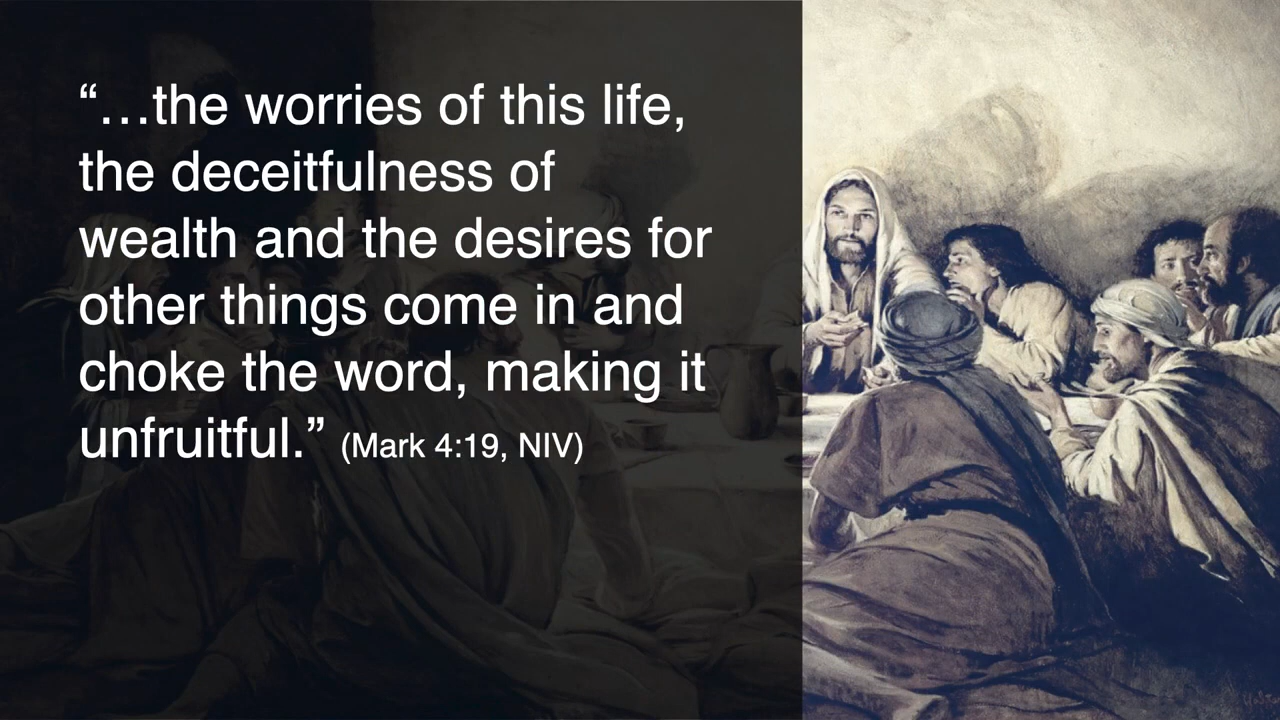 “…the worries of this life,
the deceitfulness of
wealth and the desires for
other things come in and
choke the word, making it
unfruitful.” (Mark 4:19, NIV)